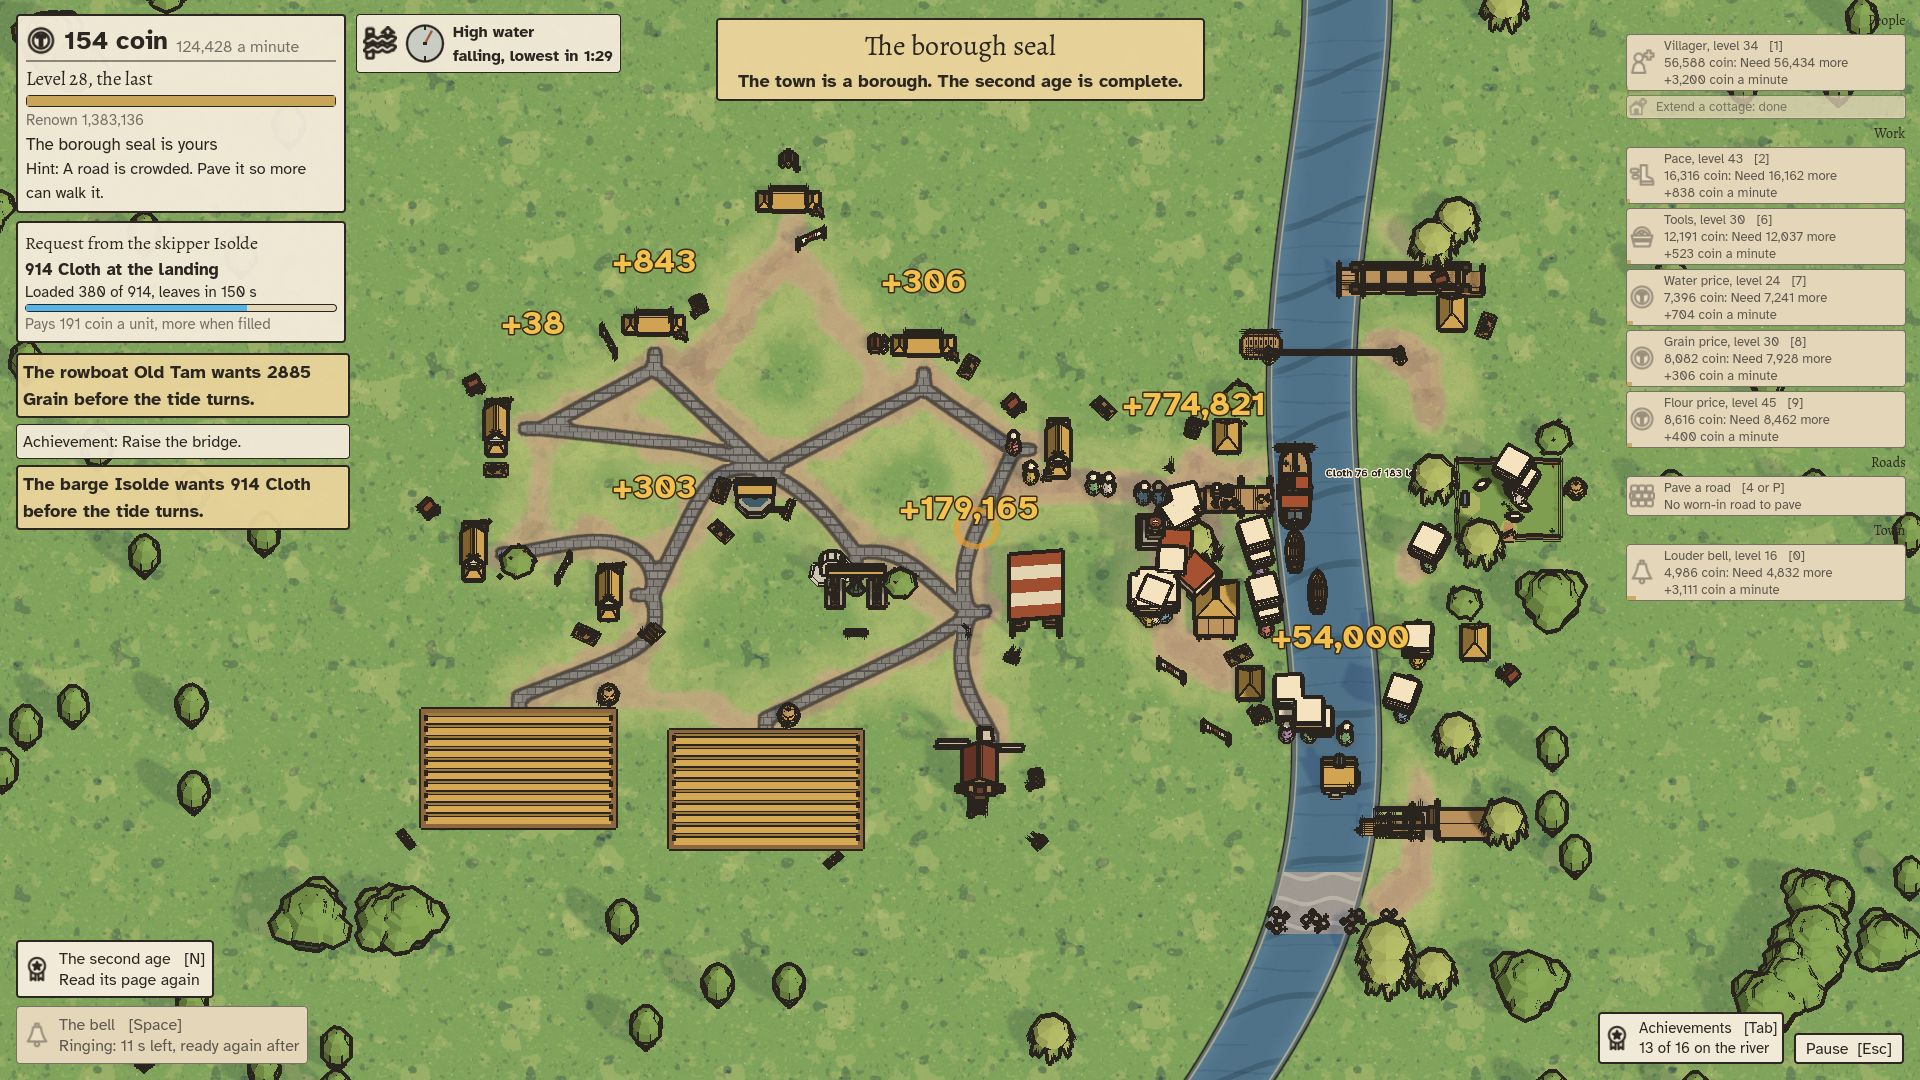 154 coin 124,428 a minute
Level 28, the last
Renown 1,383,136
The borough seal is yours
Hint: A road is crowded. Pave it so more
can walk it.
Request from the skipper Isolde
914 Cloth at the landing
Loaded 380 of 914, leaves in 150 s
Pays 191 coin a unit, more when filled
The rowboat Old Tam wants 2885
Grain before the tide turns.
Achievement: Raise the bridge.
The barge Isolde wants 914 Cloth
before the tide turns.
High water
falling, lowest in 1:29
The borough seal
The town is a borough. The second age is complete.
+843
+306
+38
+774,821
+303
+179,165
+54,000
Cloth 76 of 183
People
Villager, level 34 [1]
56,588 coin: Need 56,434 more
+3,200 coin a minute
Extend a cottage: done
Work
Pace, level 43 [2]
16,316 coin: Need 16,162 more
+838 coin a minute
Tools, level 30 [6]
12,191 coin: Need 12,037 more
+523 coin a minute
Water price, level 24 [7]
7,396 coin: Need 7,241 more
+704 coin a minute
Grain price, level 30 [8]
8,082 coin: Need 7,928 more
+306 coin a minute
Flour price, level 45 [9]
8,616 coin: Need 8,462 more
+400 coin a minute
Roads
Pave a road [4 or P]
No worn-in road to pave
Town
Louder bell, level 16 [0]
4,986 coin: Need 4,832 more
+3,111 coin a minute
The second age [N]
Read its page again
The bell [Space]
Ringing: 11 s left, ready again after
Achievements [Tab]
13 of 16 on the river
Pause [Esc]